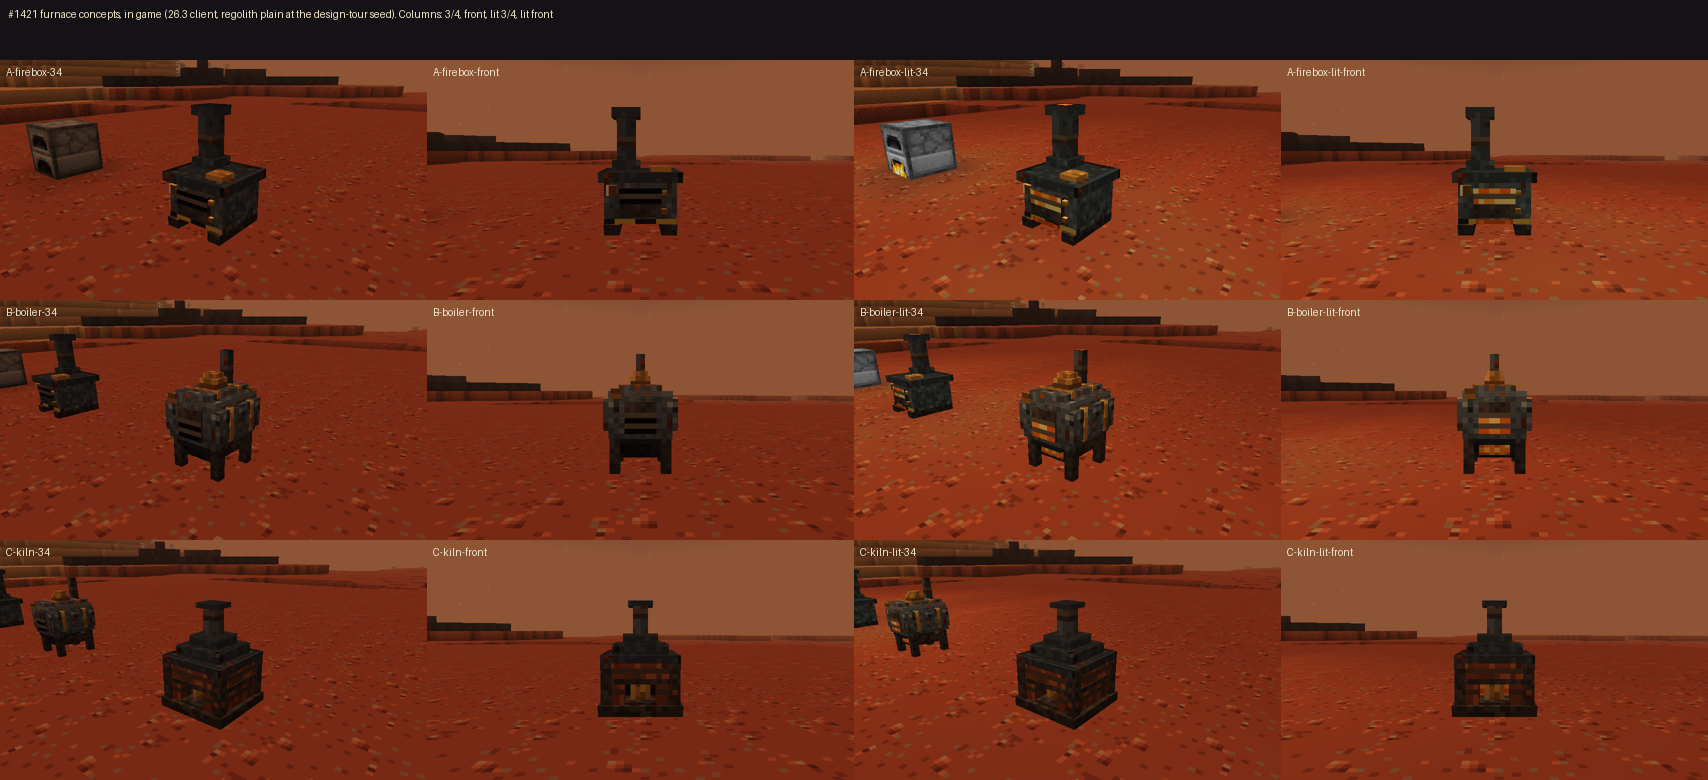 #1421 furnace concepts, in game (26.3 client, regolith plain at the design-tour seed). Columns: 3/4, front, lit 3/4, lit front
A-firebox-34
A-firebox-front
A-firebox-lit-34
A-firebox-lit-front
B-boiler-34
B-boiler-front
B-boiler-lit-34
B-boiler-lit-front
C-kiln-34
C-kiln-front
C-kiln-lit-34
C-kiln-lit-front